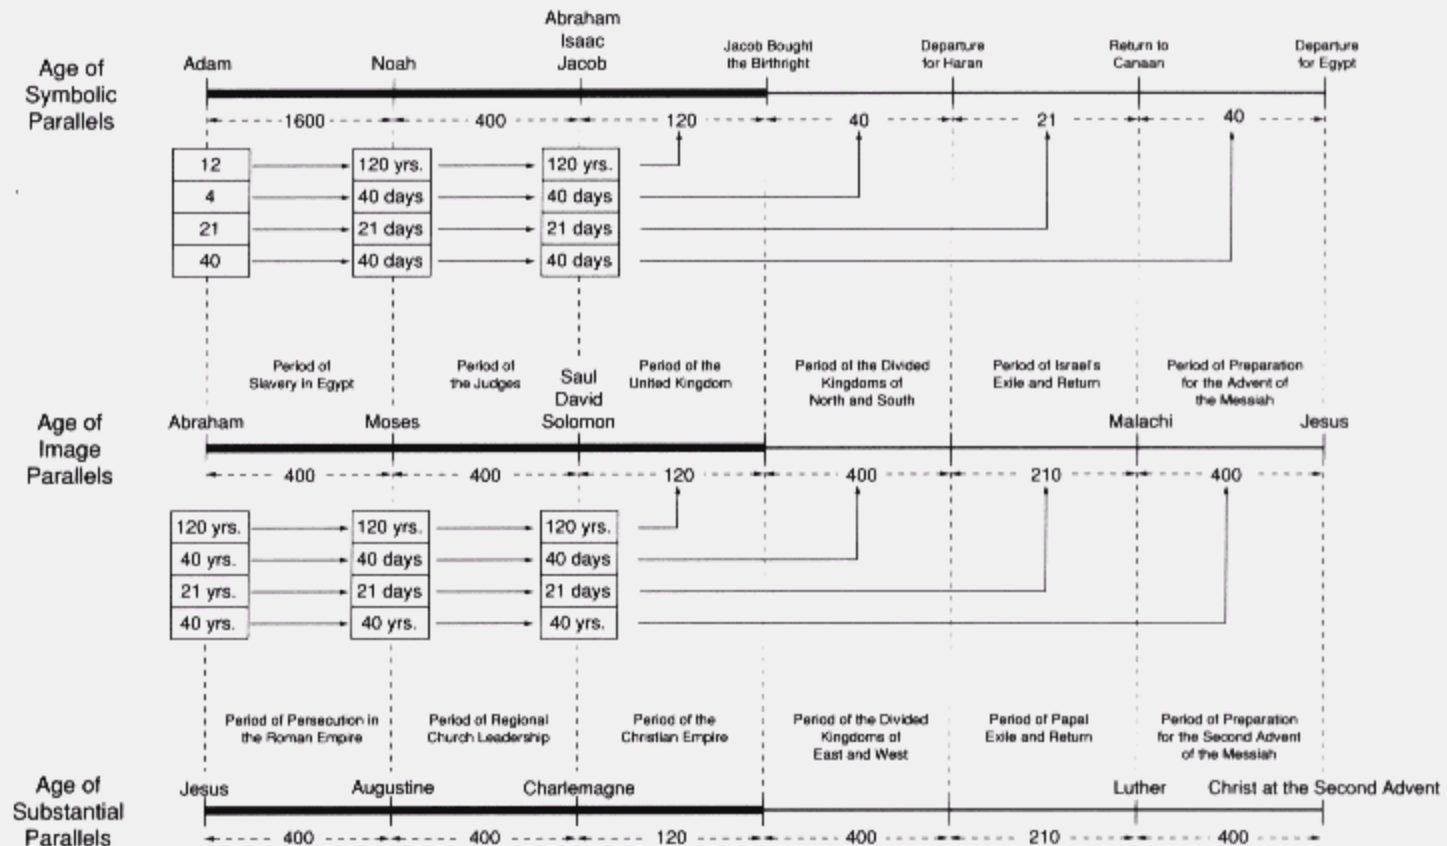 Abraham
Isaac
Jacob
Adam
Noah
Jacob Bought
the Birthright
Departure
for Haran
Return to
Canaan
Departure
for Egypt
Age of
Symbolic
Parallels
1600
400
120
40
21
40
12
120 yrs.
120 yrs.
4
40 days
40 days
21
21 days
21 days
40
40 days
40 days
Period of
Slavery in Egypt
Period of
the Judges
Period of the
United Kingdom
Period of the Divided
Kingdoms of
North and South
Period of Israel's
Exile and Return
Period of Preparation
for the Advent of
the Messiah
Age of
Image
Parallels
Abraham
Moses
Saul
David
Solomon
Malachi
Jesus
400
400
120
400
210
400
120 yrs.
120 yrs.
120 yrs.
40 yrs.
40 days
40 days
21 yrs.
21 days
21 days
40 yrs.
40 yrs.
40 yrs.
Period of Persecution in
the Roman Empire
Period of Regional
Church Leadership
Period of the
Christian Empire
Period of the Divided
Kingdoms of
East and West
Period of Papal
Exile and Return
Period of Preparation
for the Second Advent
of the Messiah
Age of
Substantial
Parallels
Jesus
Augustine
Charlemagne
Luther
Christ at the Second Advent
400
400
120
400
210
400